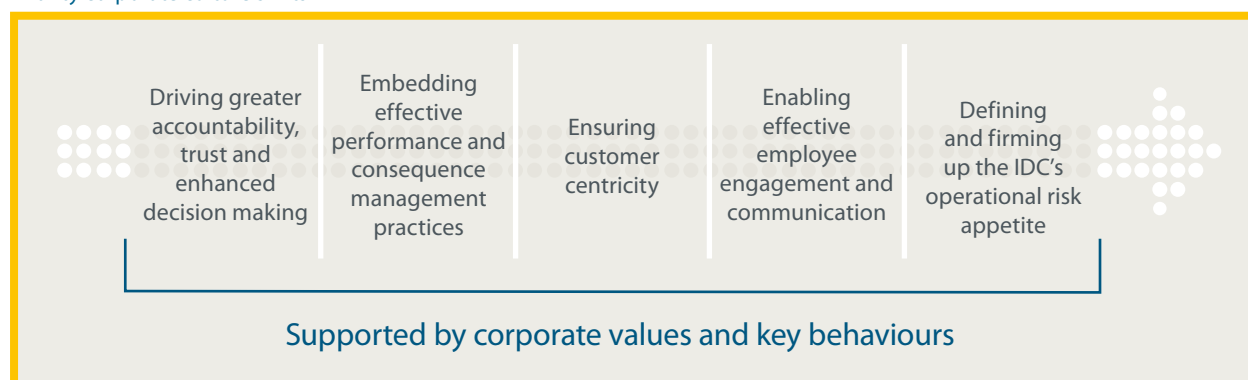 Driving greater
accountability,
trust and
enhanced
decision making
Embedding
effective
performance and
consequence
management
practices
Ensuring
customer
centricity
Enabling
effective
employee
engagement and
communication
Defining
and firming
up the IDC's
operational risk
appetite
Supported by corporate values and key behaviours